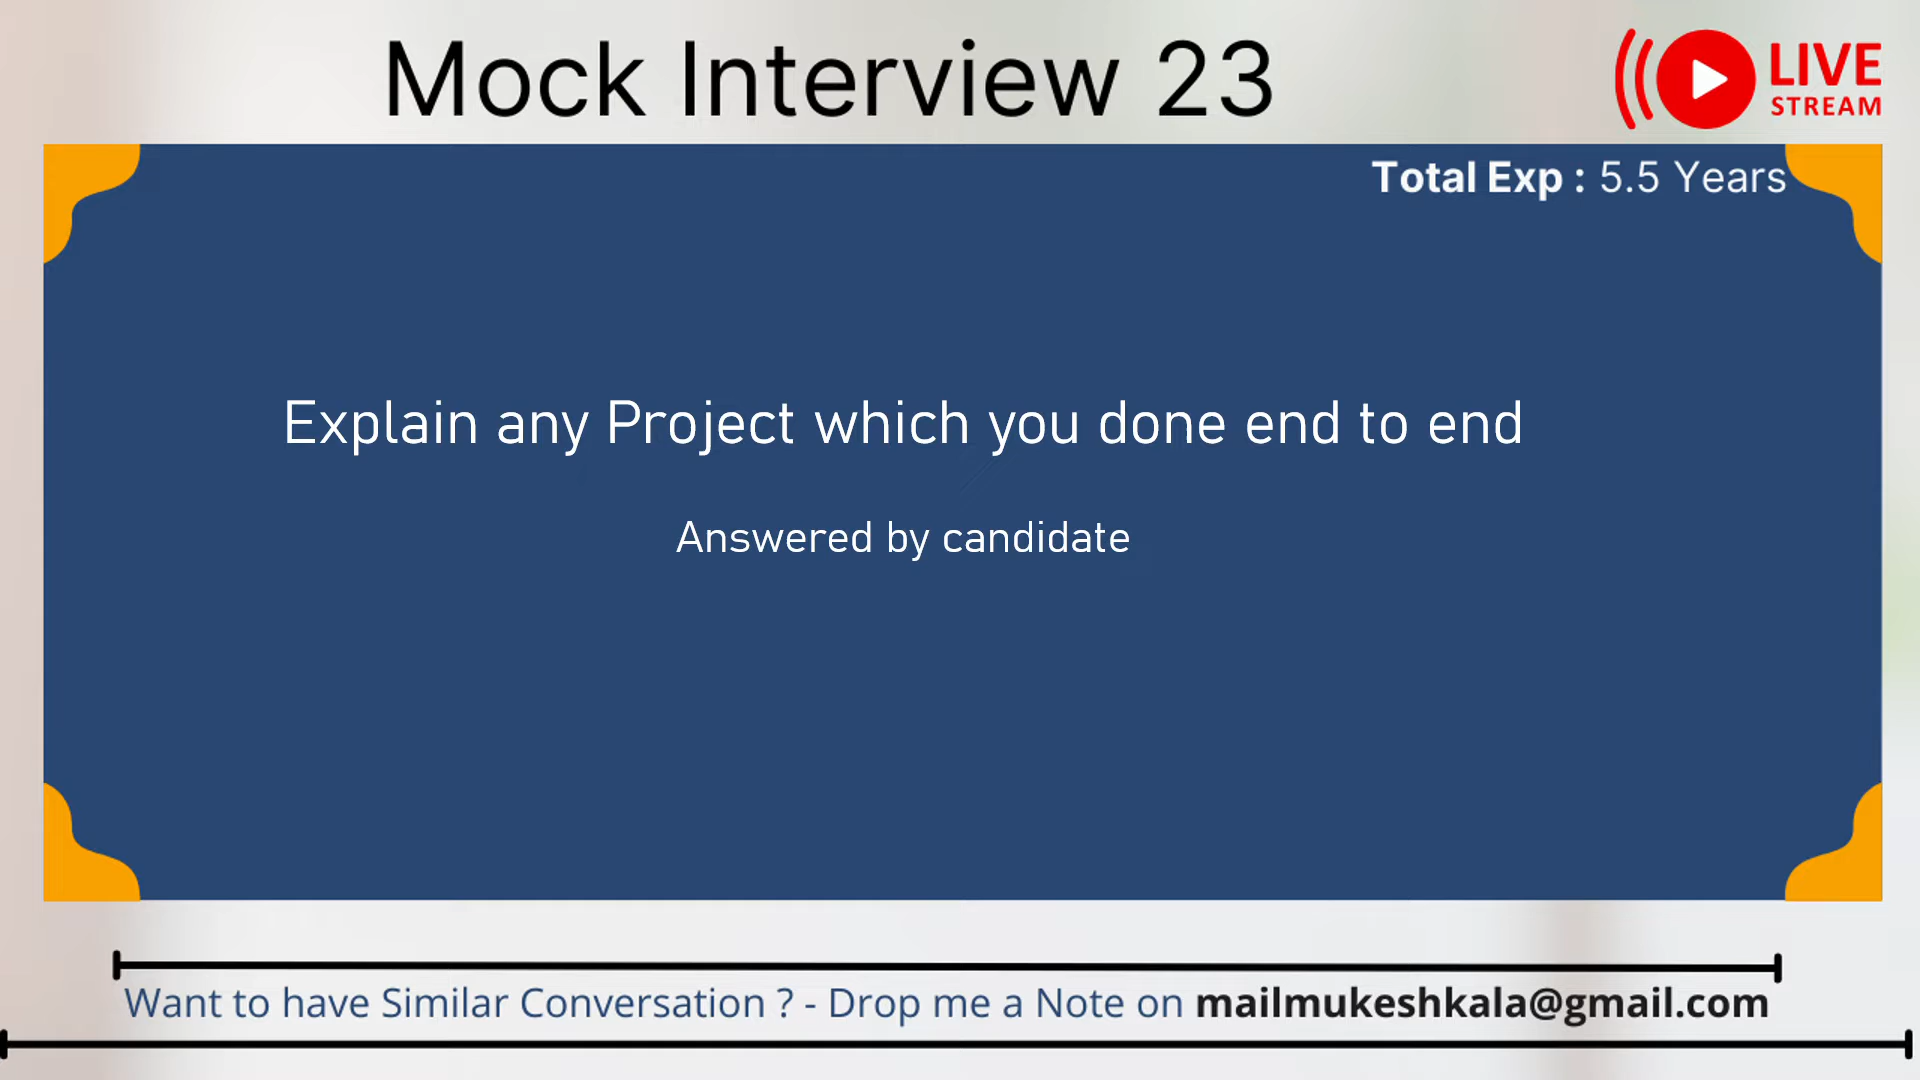 Mock Interview 23
LIVE
STREAM
Total Exp : 5.5 Years
Explain any Project which you done end to end
Answered by candidate
Want to have Similar Conversation ? - Drop me a Note on mailmukeshkala@gmail.com